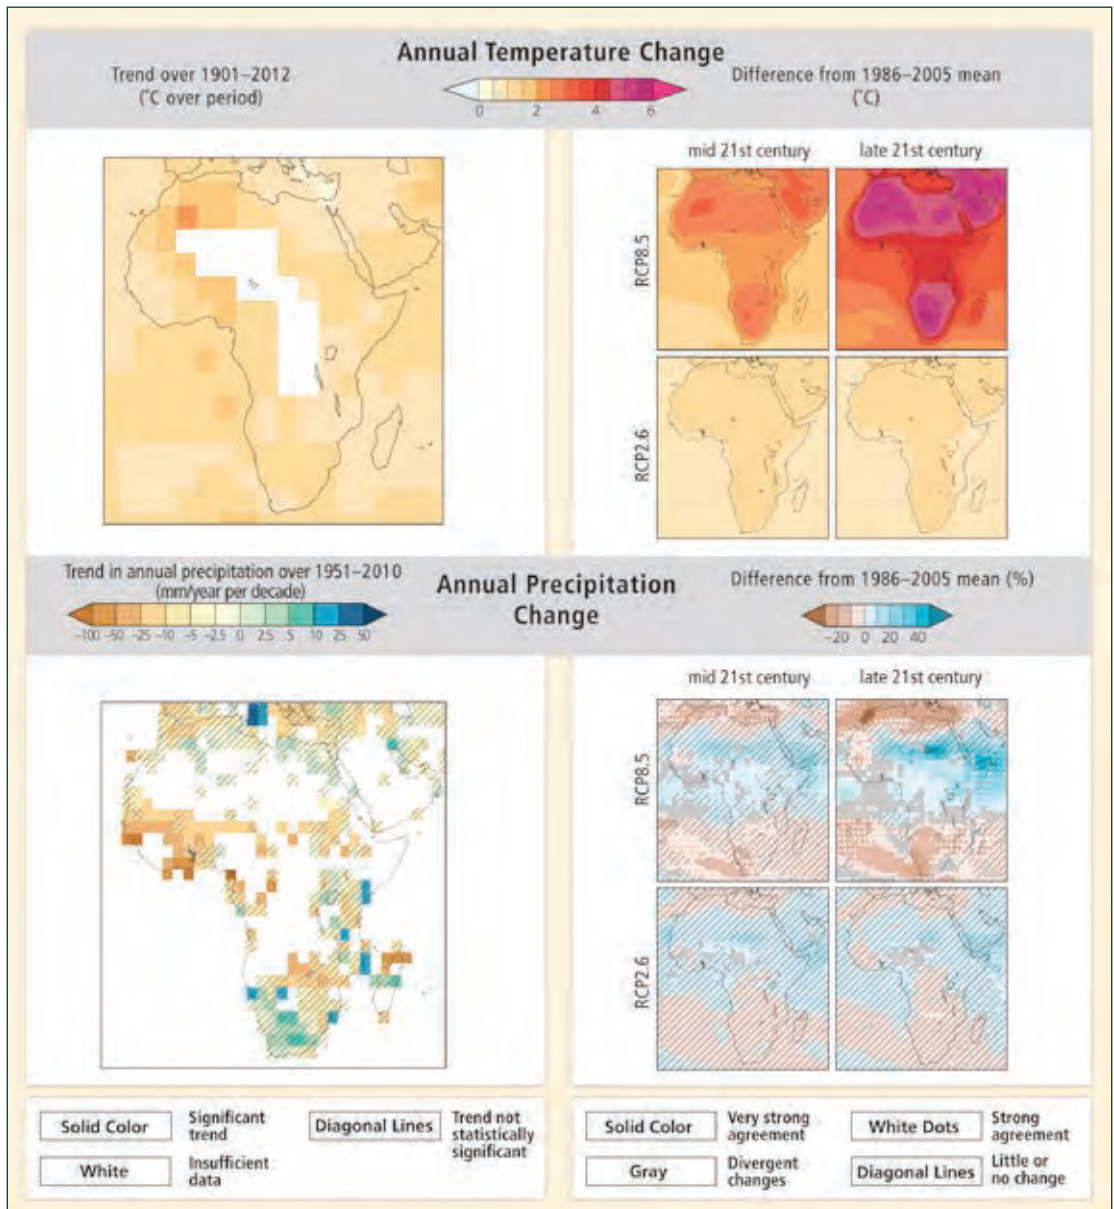 Annual Temperature Change
Trend over 1901–2012
(˚C over period)
0 2 4 6
Difference from 1986–2005 mean
(˚C)
mid 21st century
late 21st century
RCP8.5
RCP2.6
Trend in annual precipitation over 1951–2010
(mm/year per decade)
-100 -50 -25 -10 -5 -2.5 0 2.5 5 10 25 50
Annual Precipitation
Change
Difference from 1986–2005 mean (%)
-20 0 20 40
mid 21st century
late 21st century
RCP8.5
RCP2.6
Solid Color
Significant
trend
Diagonal Lines
Trend not
statistically
significant
White
Insufficient
data
Solid Color
Very strong
agreement
White Dots
Strong
agreement
Gray
Divergent
changes
Diagonal Lines
Little or
no change